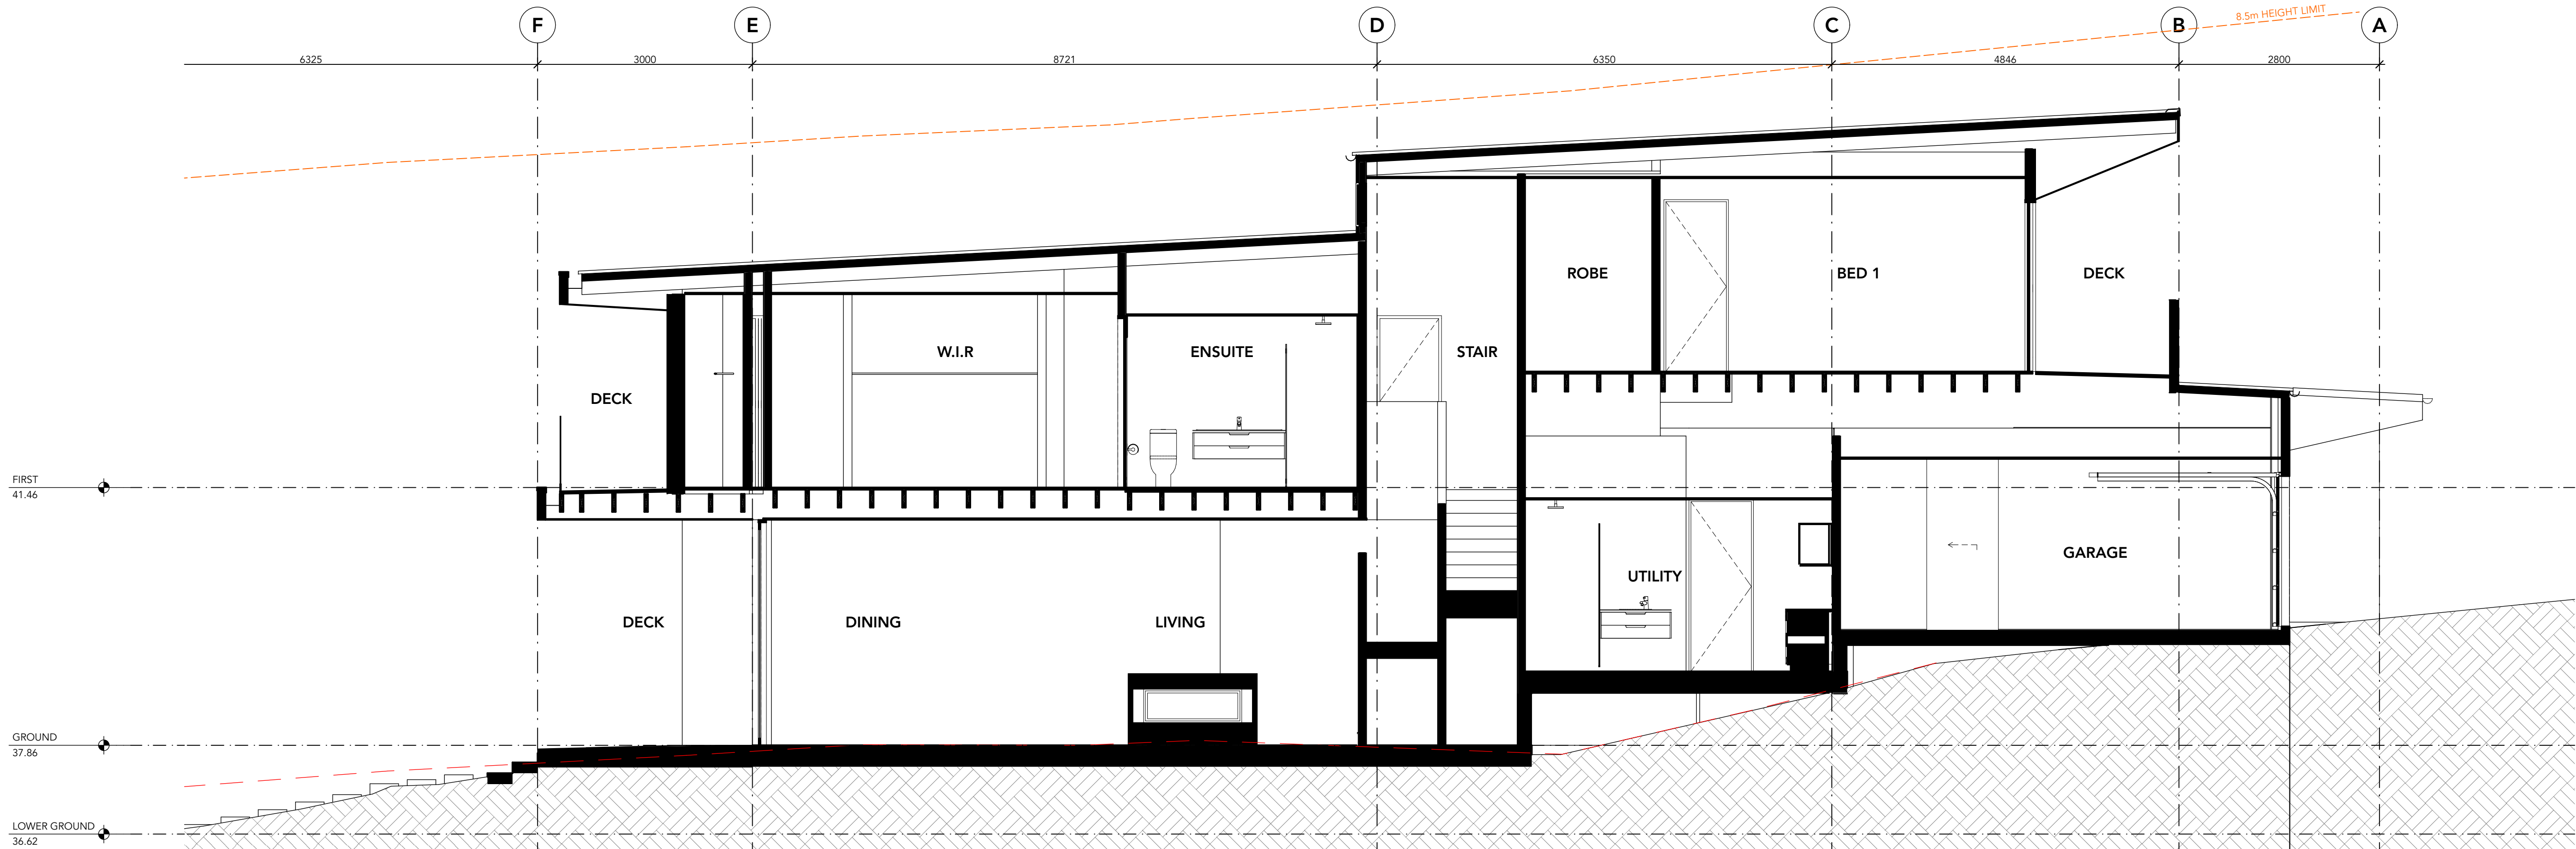 F
E
D
C
B
A
8.5m HEIGHT LIMIT
6325
3000
8721
6350
4846
2800
ROBE
BED 1
DECK
W.I.R
ENSUITE
STAIR
DECK
FIRST
41.46
GARAGE
UTILITY
DECK
DINING
LIVING
GROUND
37.86
LOWER GROUND
36.62